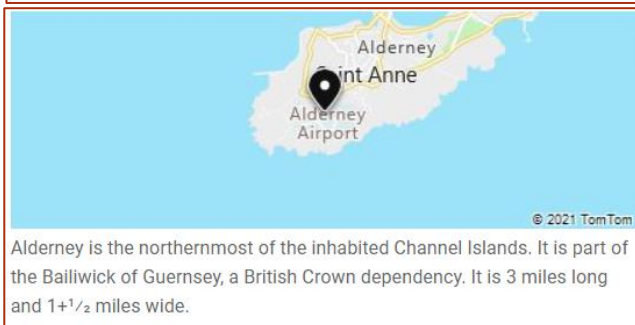 Alderney
Saint Anne
Alderney
Airport
© 2021 TomTom
Alderney is the northernmost of the inhabited Channel Islands. It is part of
the Bailiwick of Guernsey, a British Crown dependency. It is 3 miles long
and 1+¹⁄₂ miles wide.